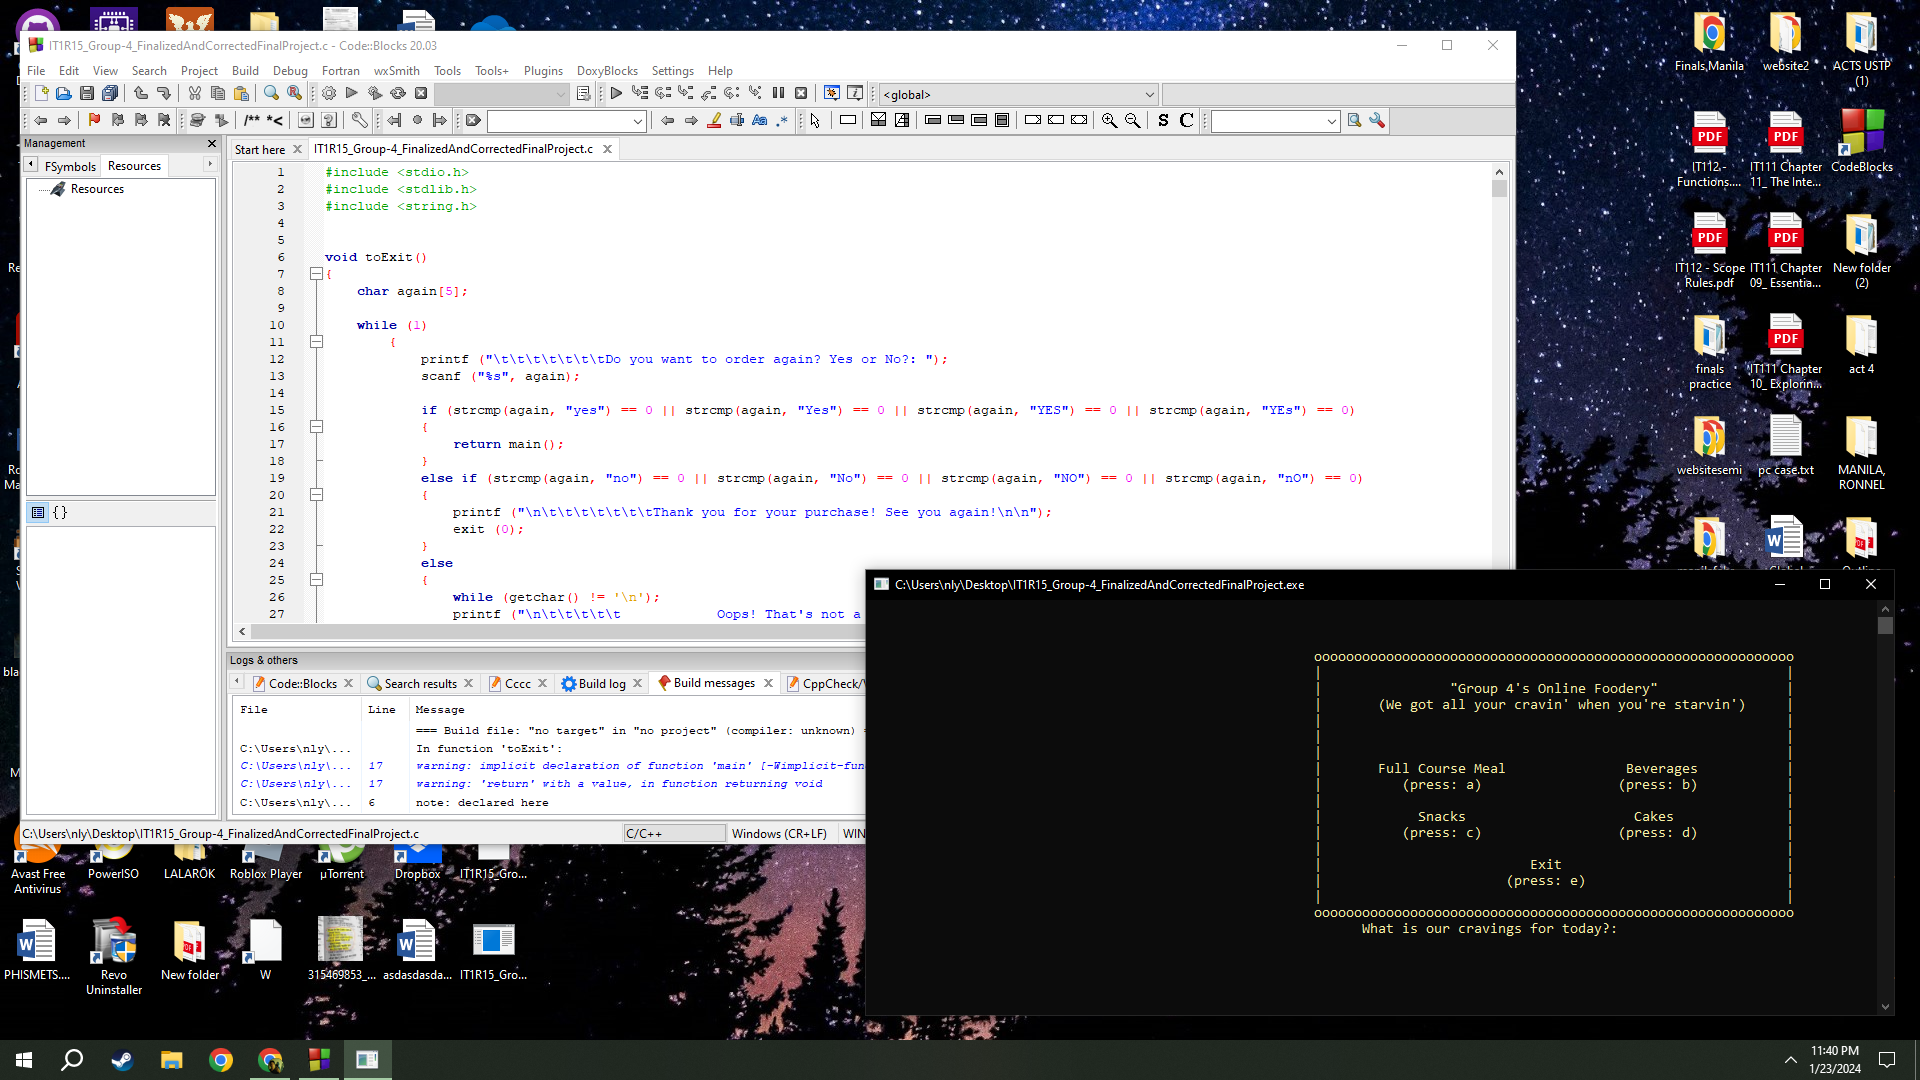 IT1R15_Group-4_FinalizedAndCorrectedFinalProject.c - Code::Blocks 20.03
File Edit View Search Project Build Debug Fortran wxSmith Tools Tools+ Plugins DoxyBlocks Settings Help
<global>
/** *<
S C
Management
FSymbols Resources
Resources
{ }
Start here IT1R15_Group-4_FinalizedAndCorrectedFinalProject.c
1 #include <stdio.h>
2 #include <stdlib.h>
3 #include <string.h>
4
5
6 void toExit()
7 {
8 char again[5];
9
10 while (1)
11 {
12 printf ("\t\t\t\t\t\t\tDo you want to order again? Yes or No?: ");
13 scanf ("%s", again);
14
15 if (strcmp(again, "yes") == 0 || strcmp(again, "Yes") == 0 || strcmp(again, "YES") == 0 || strcmp(again, "YEs") == 0)
16 {
17 return main();
18 }
19 else if (strcmp(again, "no") == 0 || strcmp(again, "No") == 0 || strcmp(again, "NO") == 0 || strcmp(again, "nO") == 0)
20 {
21 printf ("\n\t\t\t\t\t\t\tThank you for your purchase! See you again!\n\n");
22 exit (0);
23 }
24 else
25 {
26 while (getchar() != '\n');
27 printf ("\n\t\t\t\t\t Oops! That's not a
Logs & others
Code::Blocks Search results Cccc Build log Build messages CppCheck/
File Line Message
=== Build file: "no target" in "no project" (compiler: unknown)
C:\Users\nly\... In function 'toExit':
C:\Users\nly\... 17 warning: implicit declaration of function 'main' [-Wimplicit-fun
C:\Users\nly\... 17 warning: 'return' with a value, in function returning void
C:\Users\nly\... 6 note: declared here
C:\Users\nly\Desktop\IT1R15_Group-4_FinalizedAndCorrectedFinalProject.c C/C++ Windows (CR+LF) WIN
C:\Users\nly\Desktop\IT1R15_Group-4_FinalizedAndCorrectedFinalProject.exe
oooooooooooooooooooooooooooooooooooooooooooooooooooooooooooo
"Group 4's Online Foodery"
(We got all your cravin' when you're starvin')
Full Course Meal Beverages
(press: a) (press: b)
Snacks Cakes
(press: c) (press: d)
Exit
(press: e)
oooooooooooooooooooooooooooooooooooooooooooooooooooooooooooo
What is our cravings for today?:
Finals,Manila
website2
ACTS USTP
(1)
PDF
IT112 -
Functions....
PDF
IT111 Chapter
11_ The Inte...
CodeBlocks
PDF
IT112 - Scope
Rules.pdf
PDF
IT111 Chapter
09_ Essentia...
New folder
(2)
finals
practice
PDF
IT111 Chapter
10_ Explorin...
act 4
websitesemi
pc case.txt
MANILA,
RONNEL
Avast Free
Antivirus
PowerISO
LALAROK
Roblox Player
µTorrent
Dropbox
IT1R15_Gro...
PHISMETS....
Revo
Uninstaller
New folder
W
315469853_...
asdasdasda...
IT1R15_Gro...
11:40 PM
1/23/2024